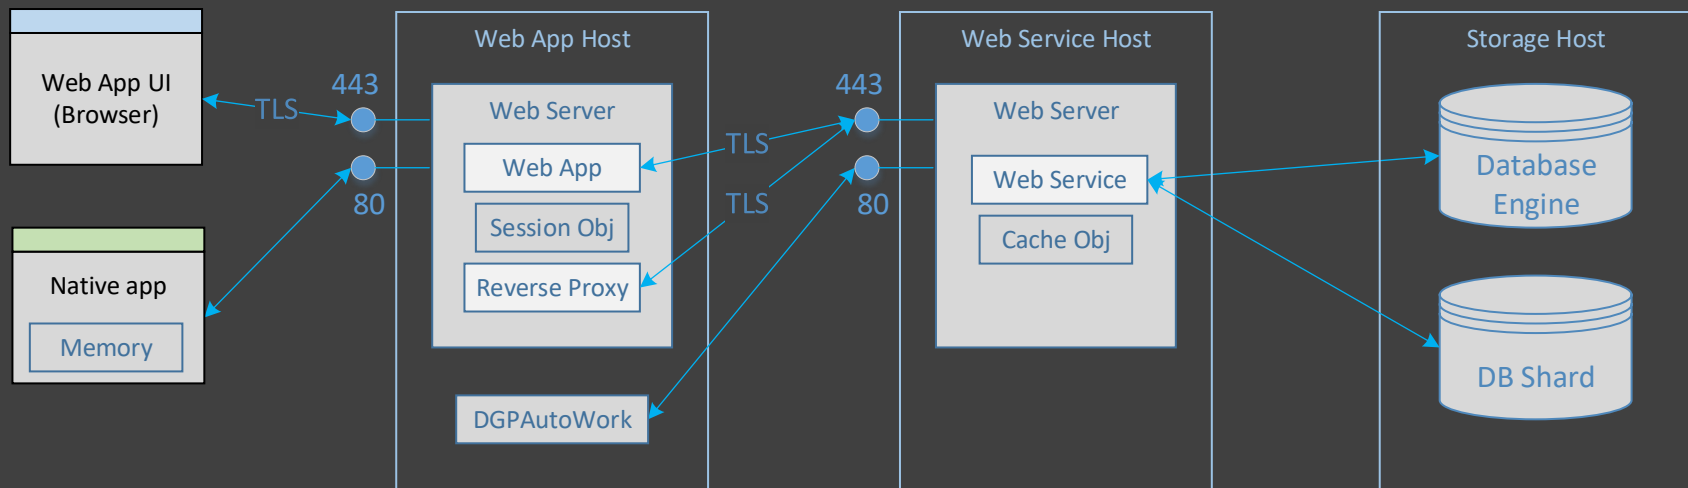 Web App UI
(Browser)
TLS
443
80
Native app
Memory
Web App Host
Web Server
Web App
Session Obj
Reverse Proxy
DGPAutoWork
TLS
TLS
443
80
Web Service Host
Web Server
Web Service
Cache Obj
Storage Host
Database
Engine
DB Shard